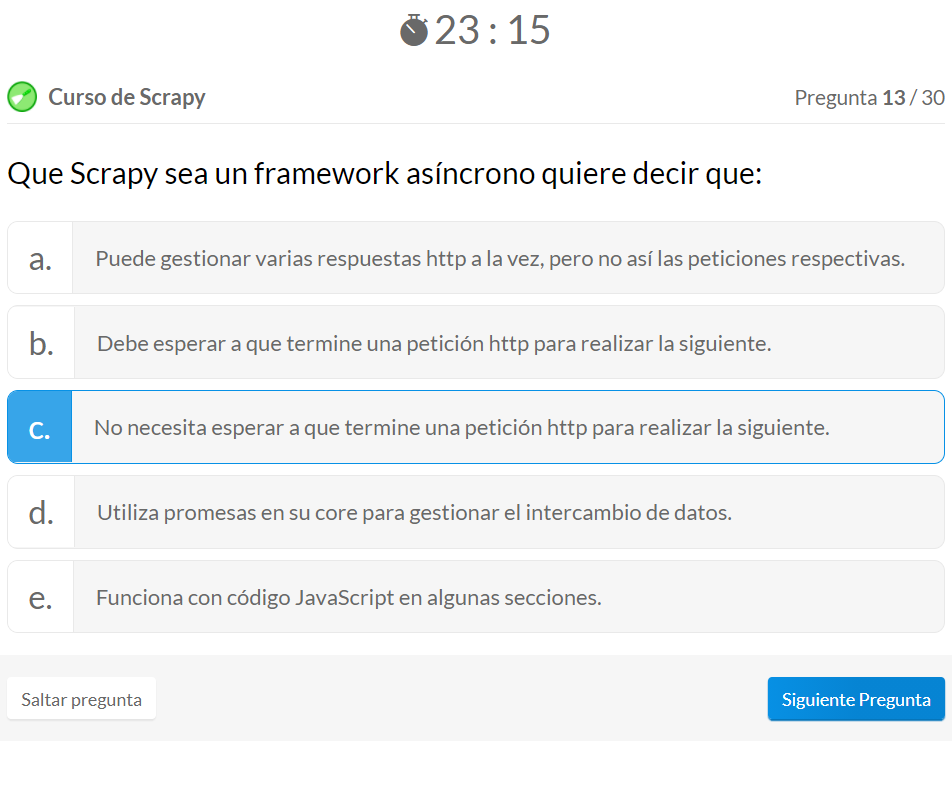 23 : 15
Curso de Scrapy
Pregunta 13 / 30
Que Scrapy sea un framework asíncrono quiere decir que:
a. Puede gestionar varias respuestas http a la vez, pero no así las peticiones respectivas.
b. Debe esperar a que termine una petición http para realizar la siguiente.
c. No necesita esperar a que termine una petición http para realizar la siguiente.
d. Utiliza promesas en su core para gestionar el intercambio de datos.
e. Funciona con código JavaScript en algunas secciones.
Saltar pregunta
Siguiente Pregunta